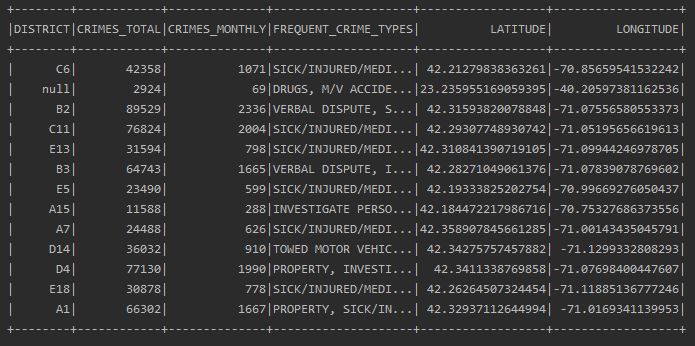 +--------+------------+--------------+--------------------+------------------+------------------+
|DISTRICT|CRIMES_TOTAL|CRIMES_MONTHLY|FREQUENT_CRIME_TYPES|          LATITUDE|         LONGITUDE|
+--------+------------+--------------+--------------------+------------------+------------------+
|      C6|       42358|          1071|SICK/INJURED/MEDI...| 42.21279838363261|-70.85659541532242|
|    null|        2924|            69|DRUGS, M/V ACCIDE...|23.235955169059395|-40.20597381162536|
|      B2|       89529|          2336|VERBAL DISPUTE, S...| 42.31593820078848|-71.07556580553373|
|     C11|       76824|          2004|SICK/INJURED/MEDI...| 42.29307748930742|-71.05195656619613|
|     E13|       31594|           798|SICK/INJURED/MEDI...|42.310841390719105|-71.09944246978705|
|      B3|       64743|          1665|VERBAL DISPUTE, I...| 42.28271049061376|-71.07839078769602|
|      E5|       23490|           599|SICK/INJURED/MEDI...| 42.19333825202754|-70.99669276050437|
|     A15|       11588|           288|INVESTIGATE PERSO...|42.184472217986716|-70.75327686373556|
|      A7|       24488|           626|SICK/INJURED/MEDI...|42.358907845661285|-71.00143435045791|
|     D14|       36032|           910|TOWED MOTOR VEHIC...| 42.34275757457882| -71.1299332808293|
|      D4|       77130|          1990|PROPERTY, INVESTI...|  42.3411338769858|-71.07698400447607|
|     E18|       30878|           778|SICK/INJURED/MEDI...| 42.26264507324454|-71.11885136777246|
|      A1|       66302|          1667|PROPERTY, SICK/IN...| 42.32937112644994| -71.0169341139953|
+--------+------------+--------------+--------------------+------------------+------------------+